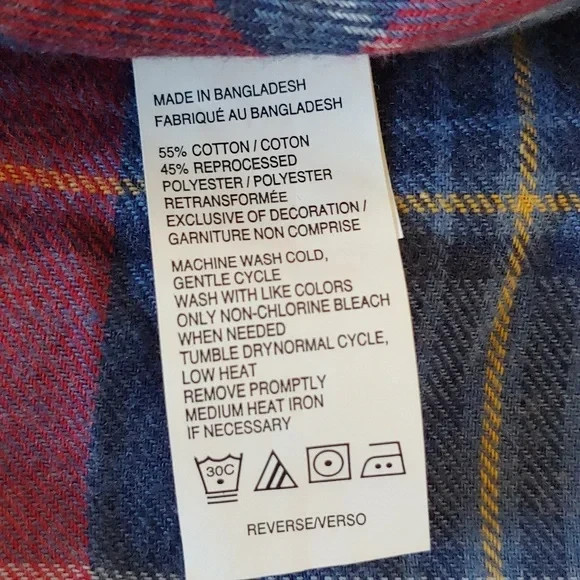 MADE IN BANGLADESH
FABRIQUÉ AU BANGLADESH
55% COTTON / COTON
45% REPROCESSED
POLYESTER / POLYESTER
RETRANSFORMÉE
EXCLUSIVE OF DECORATION /
GARNITURE NON COMPRISE
MACHINE WASH COLD,
GENTLE CYCLE
WASH WITH LIKE COLORS
ONLY NON-CHLORINE BLEACH
WHEN NEEDED
TUMBLE DRYNORMAL CYCLE,
LOW HEAT
REMOVE PROMPTLY
MEDIUM HEAT IRON
IF NECESSARY
30C
REVERSE/VERSO